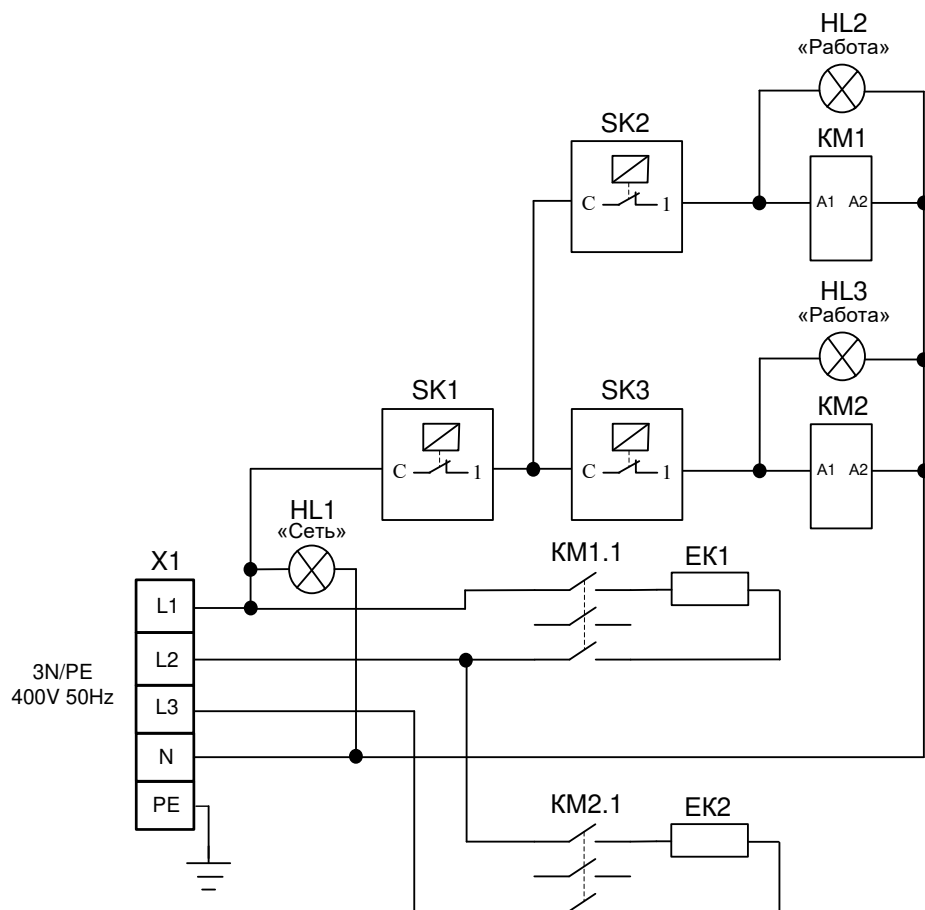 HL2
«Работа»
SK2
KM1
C
1
A1 A2
HL3
«Работа»
SK1
SK3
KM2
C
1
C
1
A1 A2
HL1
«Сеть»
X1
KM1.1
EK1
L1
L2
3N/PE
400V 50Hz
L3
N
PE
KM2.1
EK2